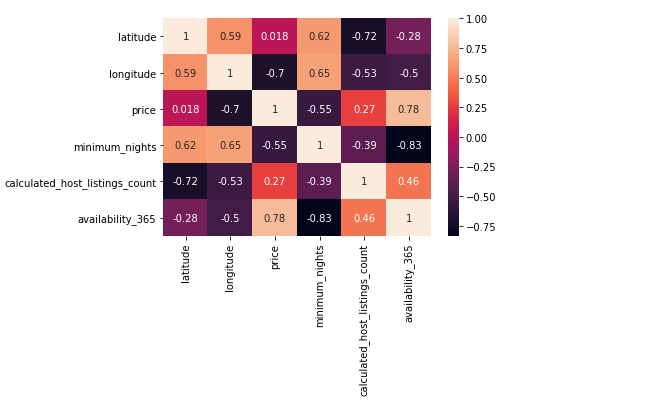 latitude 1 0.59 0.018 0.62 -0.72 -0.28
longitude 0.59 1 -0.7 0.65 -0.53 -0.5
price 0.018 -0.7 1 -0.55 0.27 0.78
minimum_nights 0.62 0.65 -0.55 1 -0.39 -0.83
calculated_host_listings_count -0.72 -0.53 0.27 -0.39 1 0.46
availability_365 -0.28 -0.5 0.78 -0.83 0.46 1
latitude
longitude
price
minimum_nights
calculated_host_listings_count
availability_365
1.00
0.75
0.50
0.25
0.00
−0.25
−0.50
−0.75